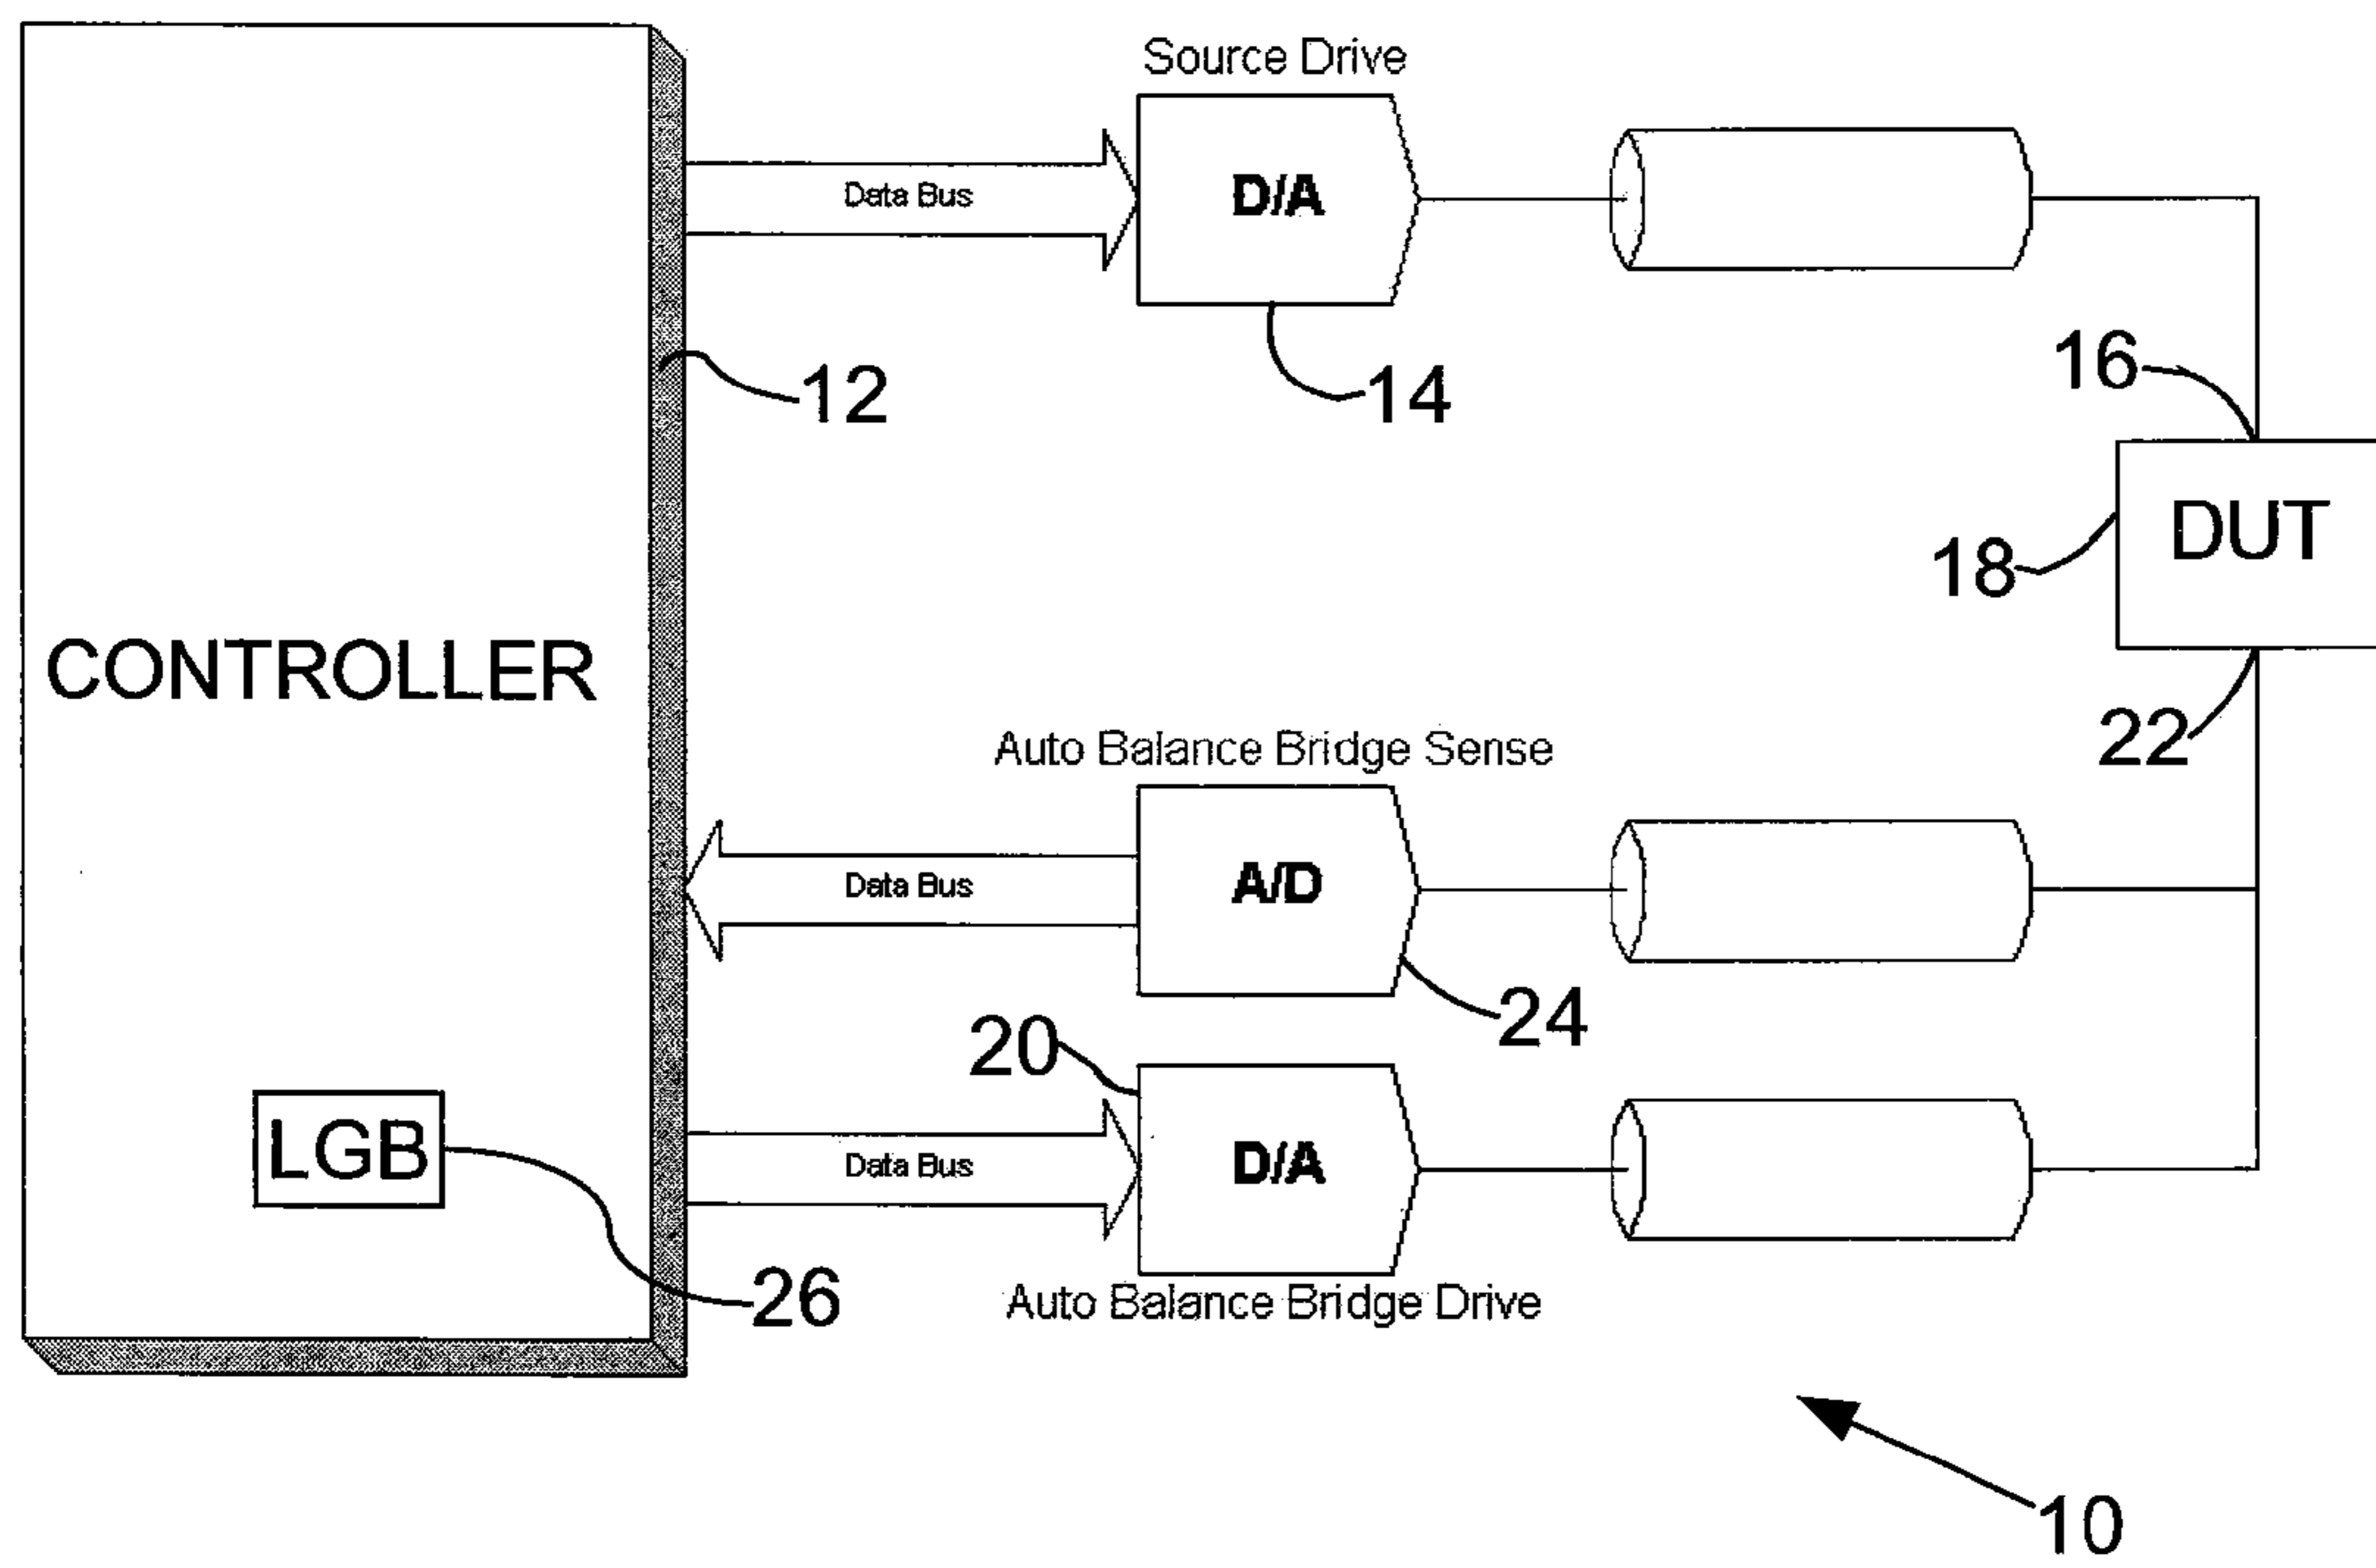 Source Drive
Data Bus
D/A
12
14
16
DUT
18
CONTROLLER
22
Auto Balance Bridge Sense
Data Bus
A/D
24
20
LGB
Data Bus
D/A
26
Auto Balance Bridge Drive
10